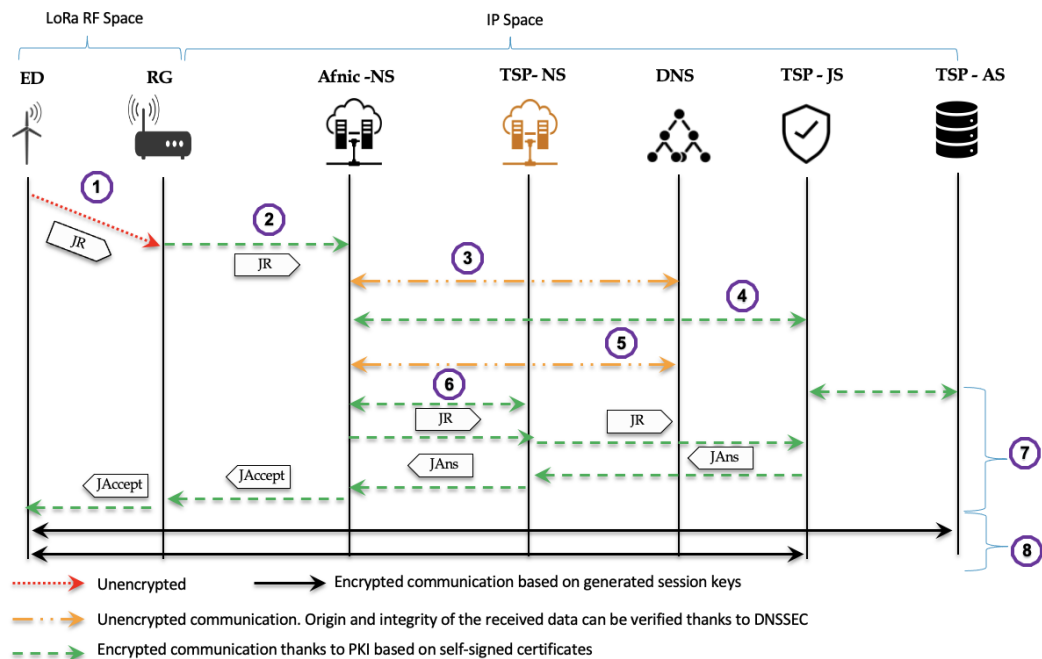 LoRa RF Space
IP Space
ED
RG
Afnic -NS
TSP- NS
DNS
TSP - JS
TSP - AS
1
JR
2
JR
3
4
5
6
JR
JR
7
JAns
JAns
JAccept
JAccept
8
Unencrypted
Encrypted communication based on generated session keys
Unencrypted communication. Origin and integrity of the received data can be verified thanks to DNSSEC
Encrypted communication thanks to PKI based on self-signed certificates